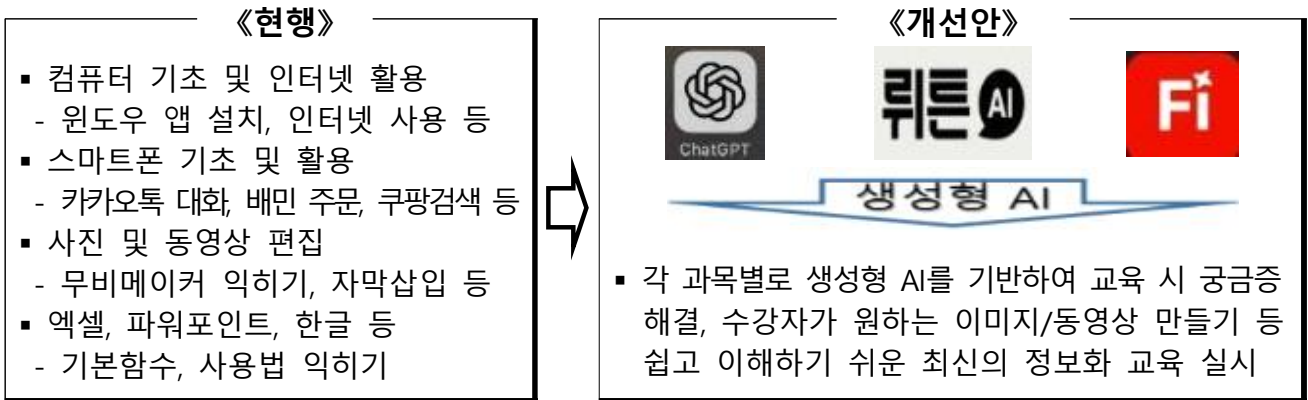 《현행》
▪ 컴퓨터 기초 및 인터넷 활용
- 윈도우 앱 설치, 인터넷 사용 등
▪ 스마트폰 기초 및 활용
- 카카오톡 대화, 배민 주문, 쿠팡검색 등
▪ 사진 및 동영상 편집
- 무비메이커 익히기, 자막삽입 등
▪ 엑셀, 파워포인트, 한글 등
- 기본함수, 사용법 익히기
《개선안》
ChatGPT
뤼튼 AI
Fi
생성형 AI
▪ 각 과목별로 생성형 AI를 기반하여 교육 시 궁금증
해결, 수강자가 원하는 이미지/동영상 만들기 등
쉽고 이해하기 쉬운 최신의 정보화 교육 실시